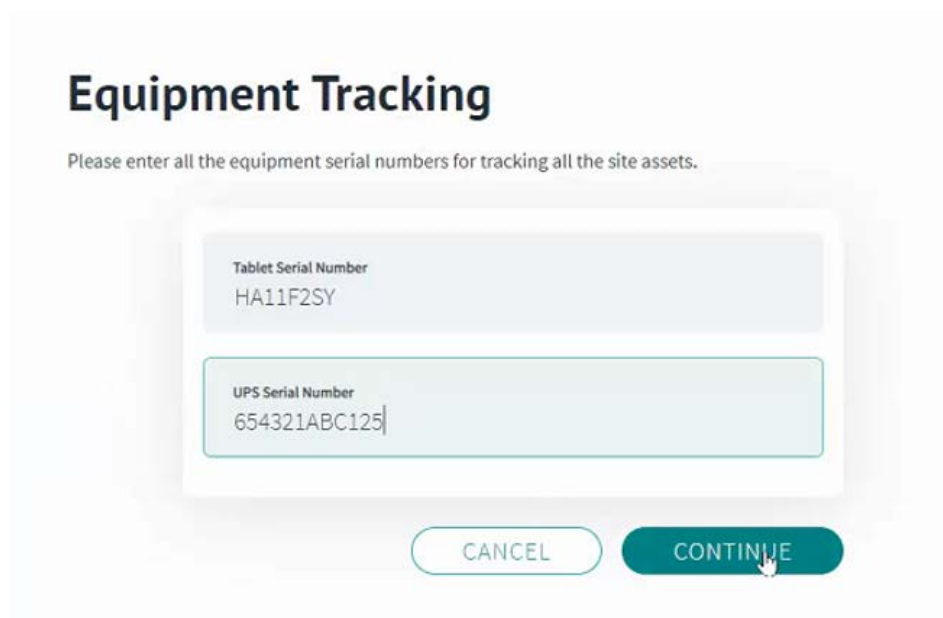 Equipment Tracking
Please enter all the equipment serial numbers for tracking all the site assets.
Tablet Serial Number
HA11F2SY
UPS Serial Number
654321ABC125
CANCEL
CONTINUE